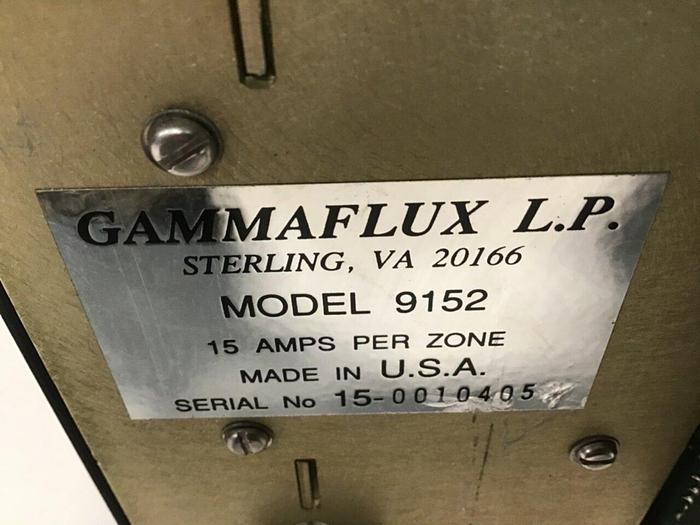 GAMMAFLUX L.P.
STERLING, VA 20166
MODEL 9152
15 AMPS PER ZONE
MADE IN U.S.A.
SERIAL No 15-0010405